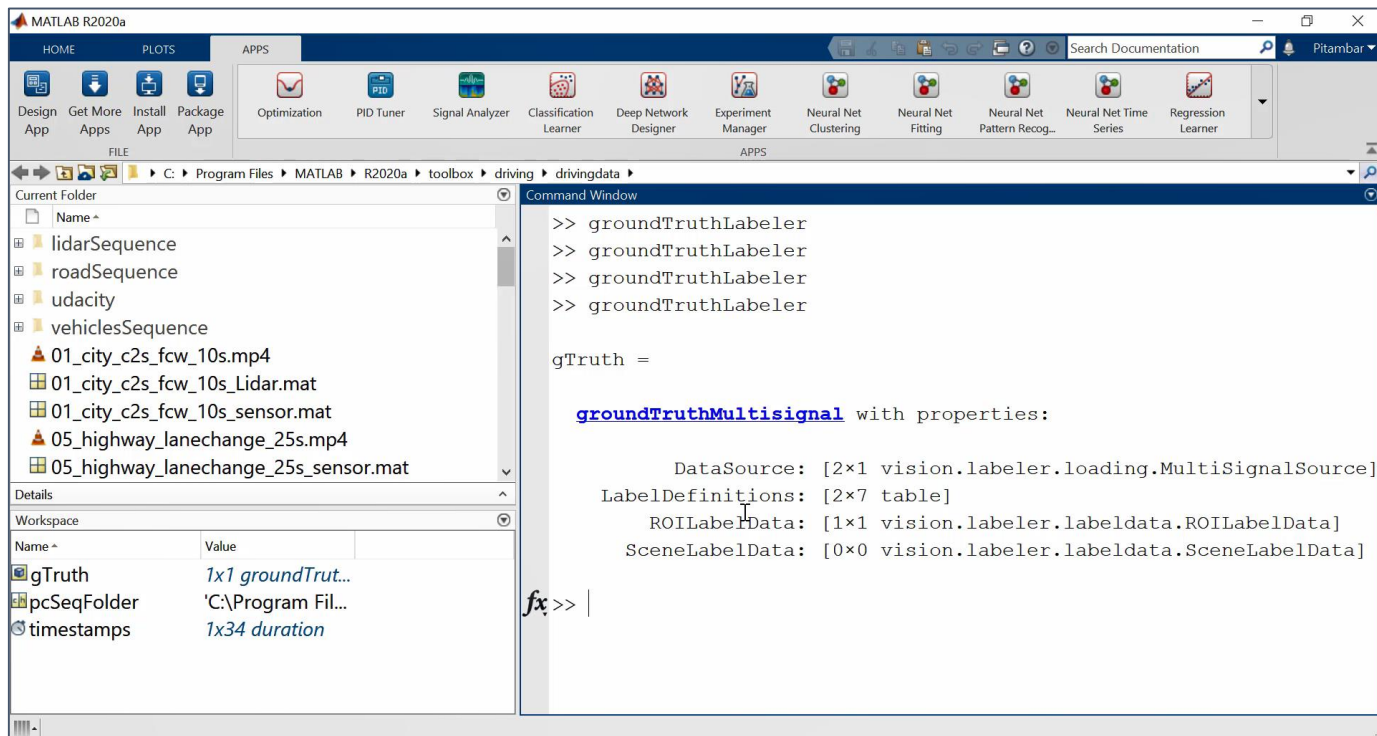 MATLAB R2020a
HOME PLOTS APPS
Search Documentation
Pitambar
Design App
Get More Apps
Install App
Package App
PID
Optimization
PID Tuner
Signal Analyzer
Classification Learner
Deep Network Designer
Experiment Manager
Neural Net Clustering
Neural Net Fitting
Neural Net Pattern Recog...
Neural Net Time Series
Regression Learner
FILE
APPS
C: Program Files MATLAB R2020a toolbox driving drivingdata
Current Folder
Name
lidarSequence
roadSequence
udacity
vehiclesSequence
01_city_c2s_fcw_10s.mp4
01_city_c2s_fcw_10s_Lidar.mat
01_city_c2s_fcw_10s_sensor.mat
05_highway_lanechange_25s.mp4
05_highway_lanechange_25s_sensor.mat
Details
Workspace
Name Value
gTruth 1x1 groundTrut...
pcSeqFolder 'C:\Program Fil...
timestamps 1x34 duration
Command Window
>> groundTruthLabeler
>> groundTruthLabeler
>> groundTruthLabeler
>> groundTruthLabeler
gTruth =
groundTruthMultisignal with properties:
DataSource: [2×1 vision.labeler.loading.MultiSignalSource]
LabelDefinitions: [2×7 table]
ROILabelData: [1×1 vision.labeler.labeldata.ROILabelData]
SceneLabelData: [0×0 vision.labeler.labeldata.SceneLabelData]
fx >>